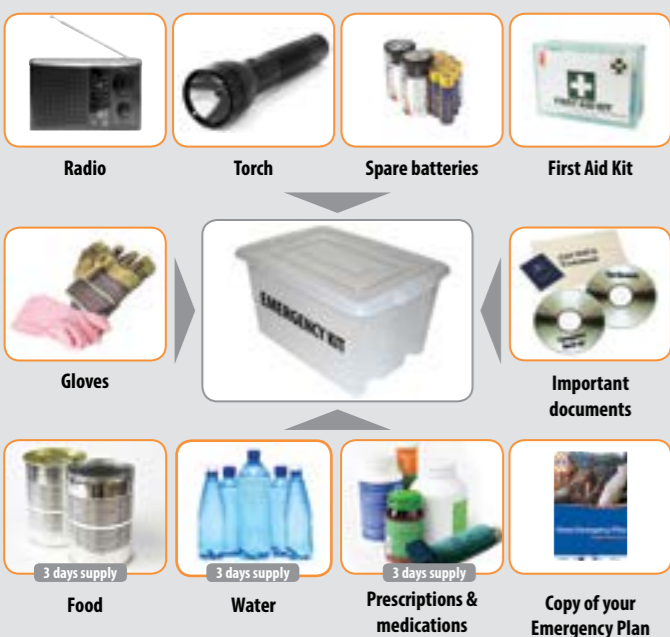 FIRST AID KIT
Radio
Torch
Spare batteries
First Aid Kit
EMERGENCY KIT
Gloves
Important
documents
3 days supply
3 days supply
3 days supply
Food
Water
Prescriptions &
medications
Copy of your
Emergency Plan